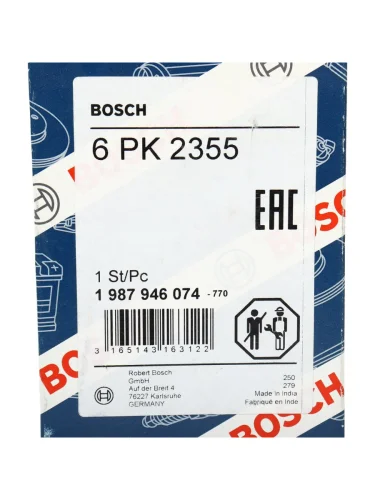 BOSCH
BOSCH
6 PK 2355
EAC
1 St/Pc
1 987 946 074 - 770
3 165143 163122
Robert Bosch
GmbH
Auf der Breit 4
76227 Karlsruhe
GERMANY
250
279
Made in India
Fabriqué en Inde
BOSCH
BOSCH